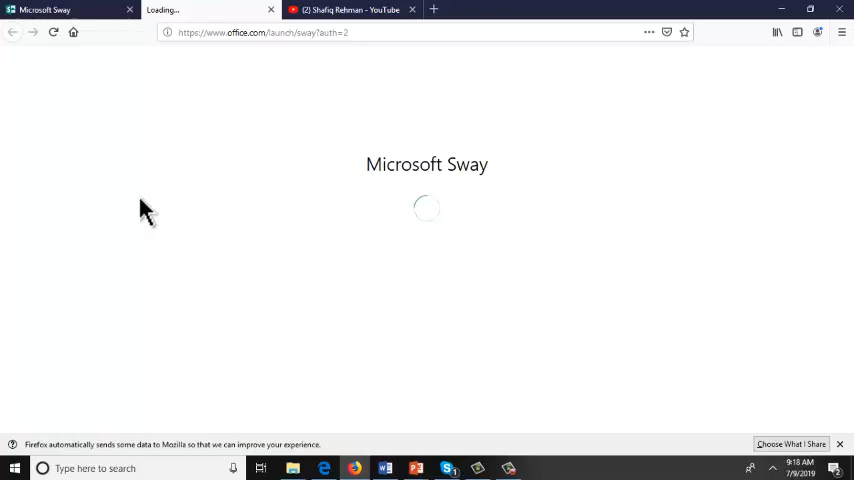 Microsoft Sway
Loading...
(2) Shafiq Rehman - YouTube
https://www.office.com/launch/sway?auth=2
Microsoft Sway
Firefox automatically sends some data to Mozilla so that we can improve your experience.
Choose What I Share
Type here to search
1
9:18 AM
7/9/2019
2